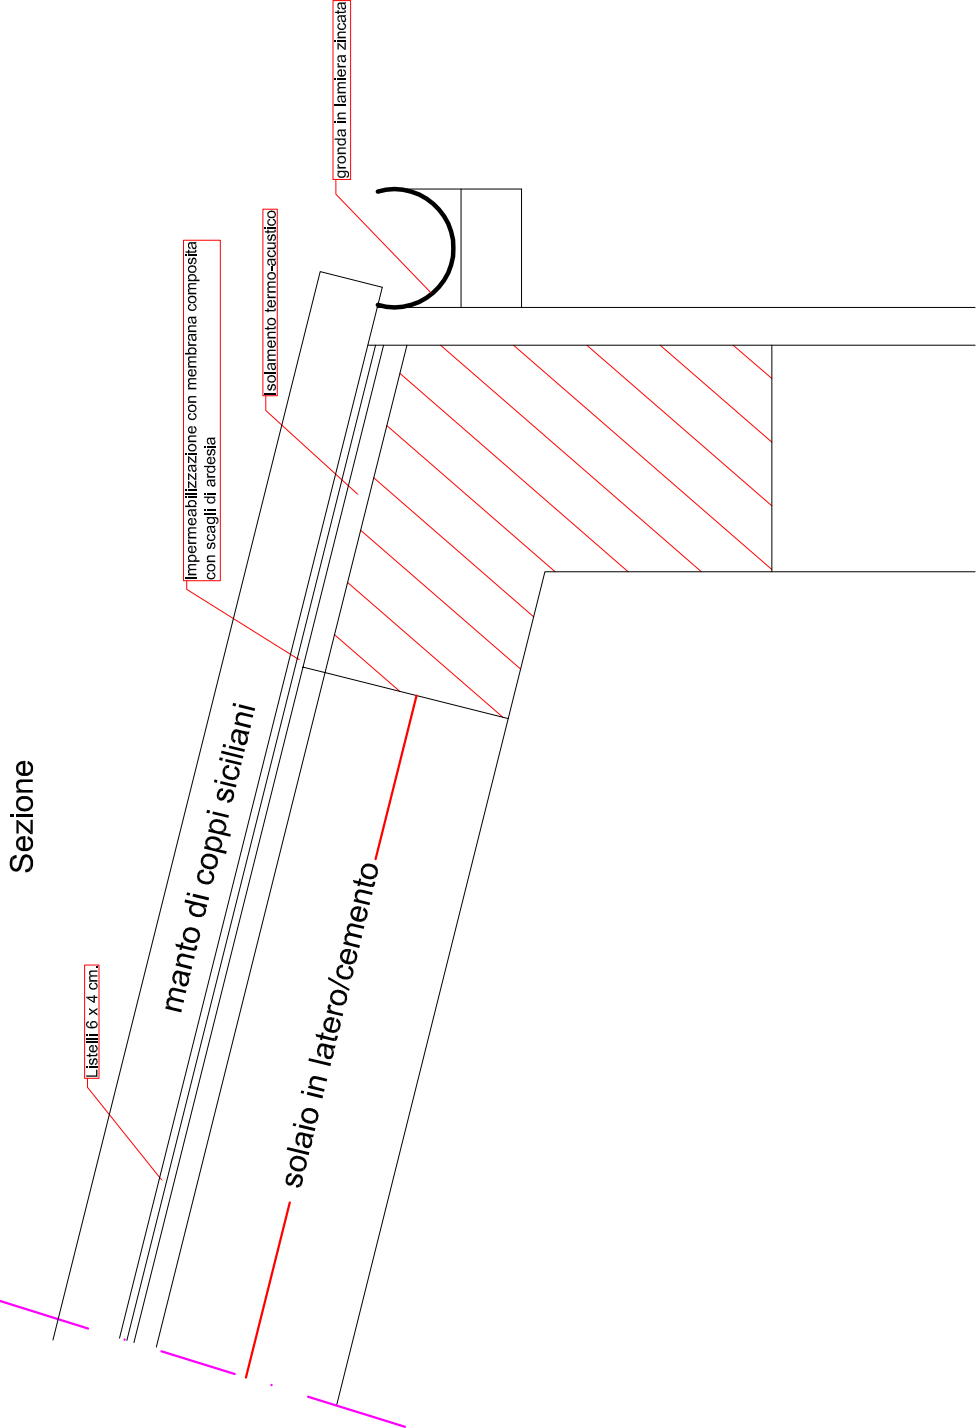 Sezione
Listelli 6 x 4 cm.
manto di coppi siciliani
Impermeabilizzazione con membrana composita
con scagli di ardesia
Isolamento termo-acustico
solaio in latero/cemento
gronda in lamiera zincata